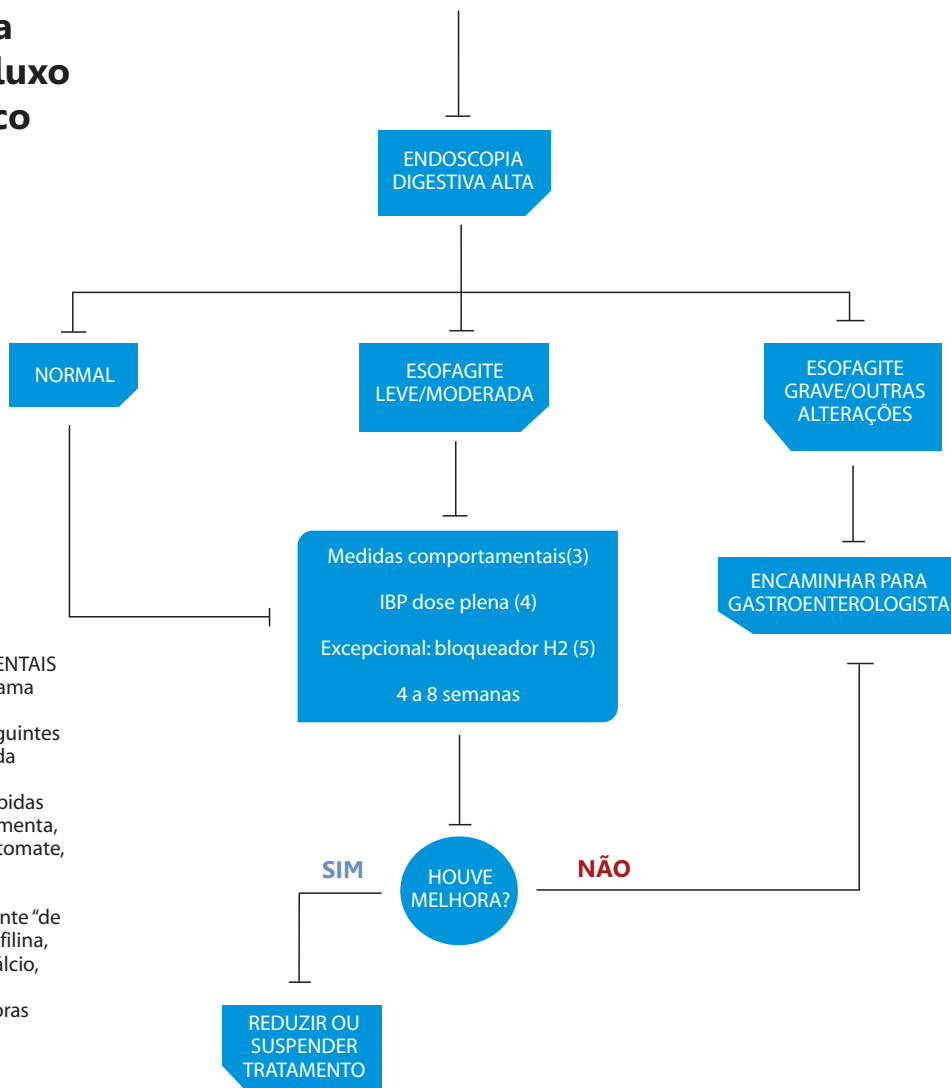 a
luxo
co
ENDOSCOPIA
DIGESTIVA ALTA
NORMAL
ESOFAGITE
LEVE/MODERADA
ESOFAGITE
GRAVE/OUTRAS
ALTERAÇÕES
Medidas comportamentais(3)
IBP dose plena (4)
Excepcional: bloqueador H2 (5)
4 a 8 semanas
ENCAMINHAR PARA
GASTROENTEROLOGISTA
ENTAIS
ama
guintes
da
bidas
menta,
tomate,
nte “de
filina,
álcio,
oras
SIM
HOUVE
MELHORA?
NÃO
REDUZIR OU
SUSPENDER
TRATAMENTO